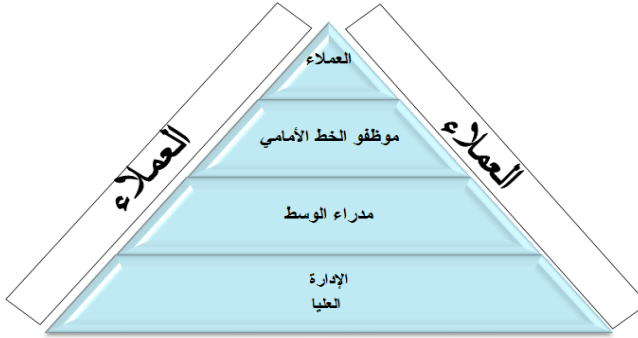 العملاء
موظفو الخط الأمامي
مدراء الوسط
الإدارة
العليا
العملاء
العملاء